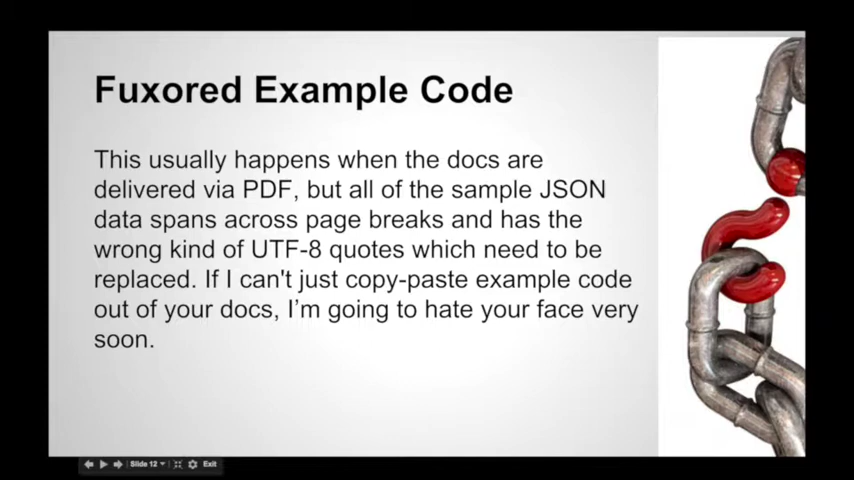 Fuxored Example Code
This usually happens when the docs are
delivered via PDF, but all of the sample JSON
data spans across page breaks and has the
wrong kind of UTF-8 quotes which need to be
replaced. If I can't just copy-paste example code
out of your docs, I’m going to hate your face very
soon.
Slide 12 Exit